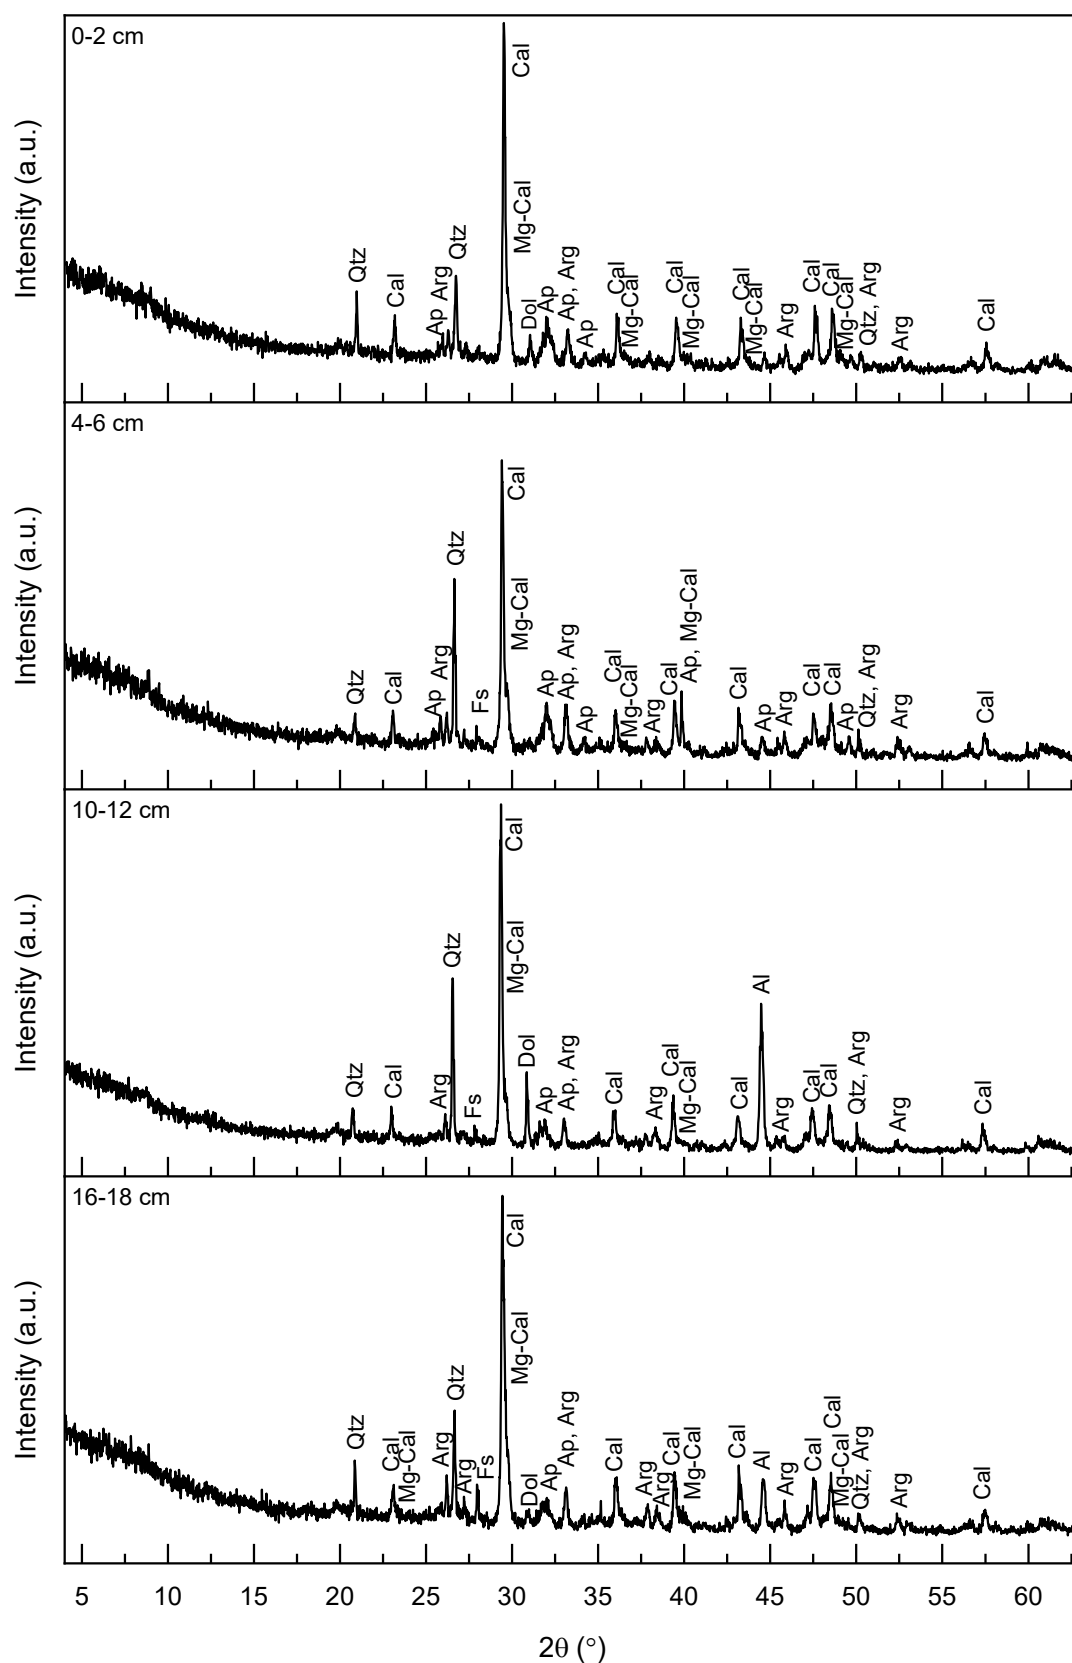 0-2 cm
Intensity (a.u.)
Qtz
Cal
Ap
Arg
Qtz
Cal
Mg-Cal
Dol
Ap
Ap, Arg
Ap
Cal
Mg-Cal
Cal
Mg-Cal
Cal
Mg-Cal
Arg
Cal
Cal
Mg-Cal
Qtz, Arg
Arg
Cal
4-6 cm
Intensity (a.u.)
Qtz
Cal
Ap
Arg
Qtz
Fs
Cal
Mg-Cal
Ap
Ap, Arg
Ap
Cal
Mg-Cal
Arg
Cal
Ap, Mg-Cal
Cal
Ap
Arg
Cal
Cal
Ap
Qtz, Arg
Arg
Cal
10-12 cm
Intensity (a.u.)
Qtz
Cal
Arg
Qtz
Fs
Cal
Mg-Cal
Dol
Ap
Ap, Arg
Cal
Arg
Cal
Mg-Cal
Cal
Al
Arg
Cal
Cal
Qtz, Arg
Arg
Cal
16-18 cm
Intensity (a.u.)
Qtz
Cal
Mg-Cal
Arg
Qtz
Arg
Fs
Cal
Mg-Cal
Dol
Ap
Ap, Arg
Cal
Arg
Arg
Cal
Mg-Cal
Cal
Al
Arg
Cal
Cal
Mg-Cal
Qtz, Arg
Arg
Cal
5 10 15 20 25 30 35 40 45 50 55 60
2θ (°)